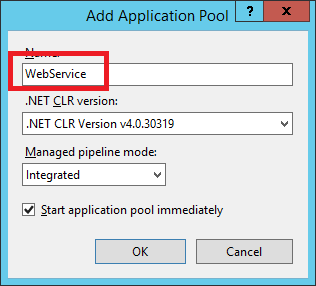 Add Application Pool
?
Name:
WebService
.NET CLR version:
.NET CLR Version v4.0.30319
Managed pipeline mode:
Integrated
Start application pool immediately
OK
Cancel